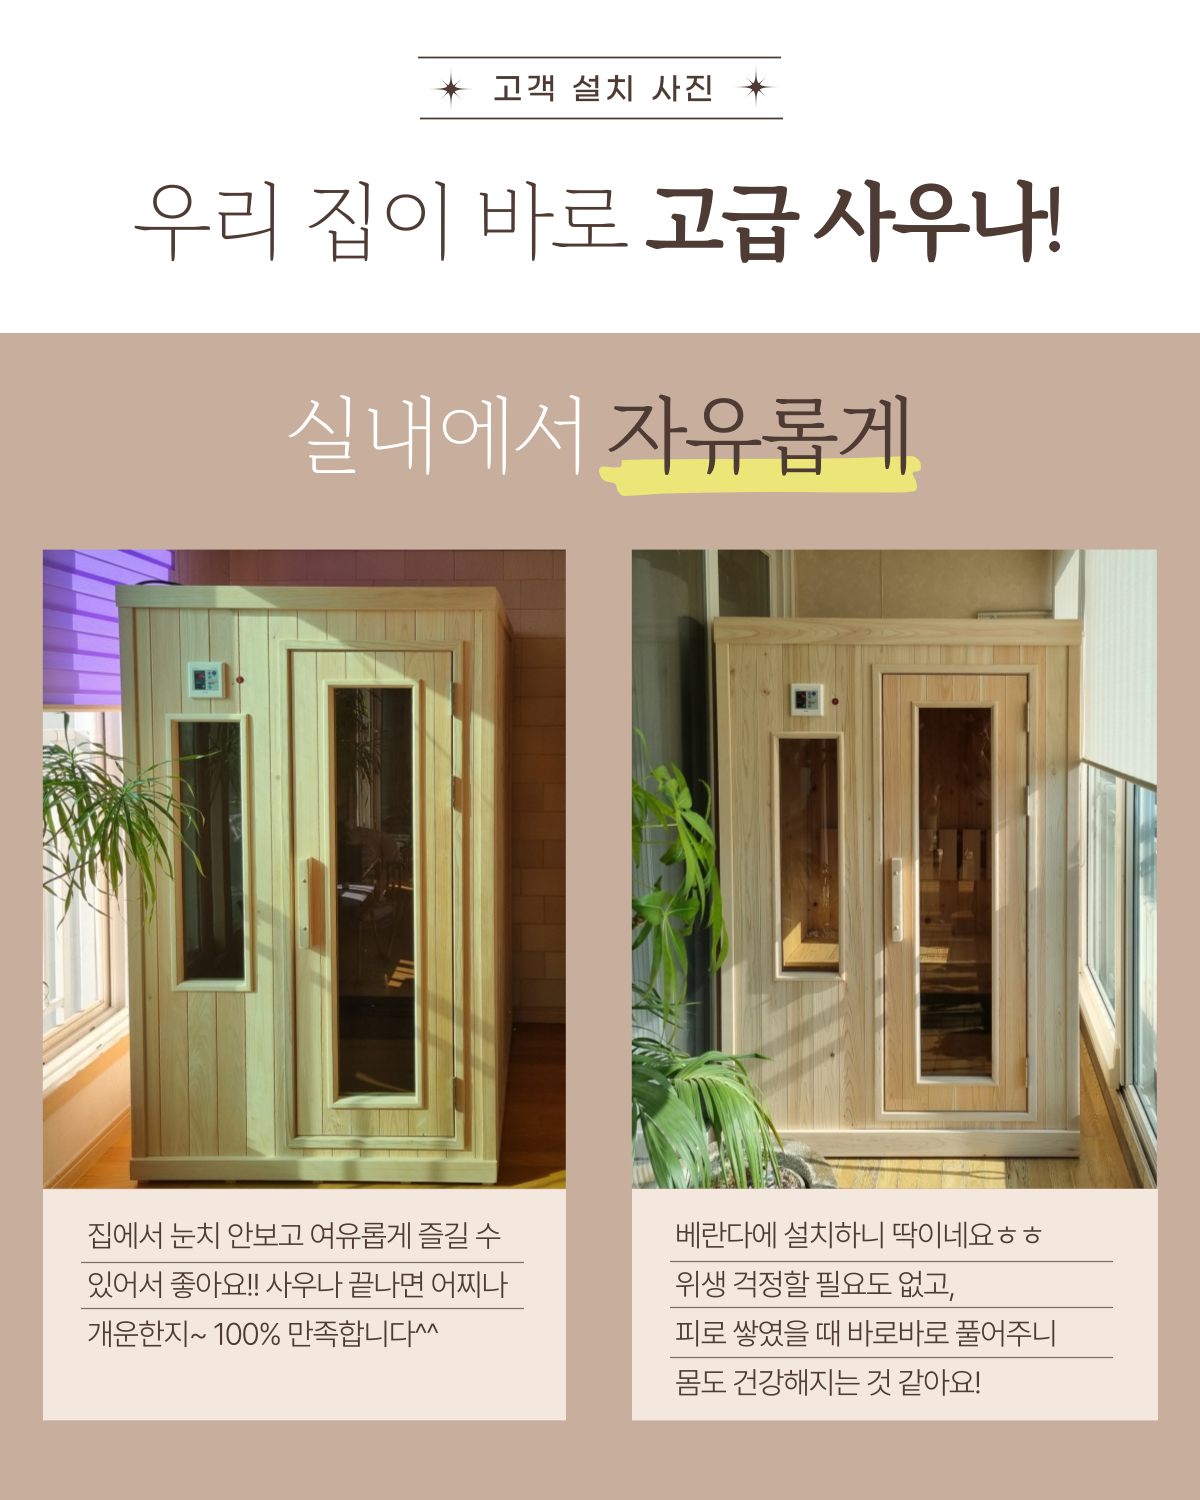 고객 설치 사진
우리 집이 바로 고급 사우나!
실내에서 자유롭게
집에서 눈치 안보고 여유롭게 즐길 수
있어서 좋아요!! 사우나 끝나면 어찌나
개운한지~ 100% 만족합니다^^
베란다에 설치하니 딱이네요ㅎㅎ
위생 걱정할 필요도 없고,
피로 쌓였을 때 바로바로 풀어주니
몸도 건강해지는 것 같아요!